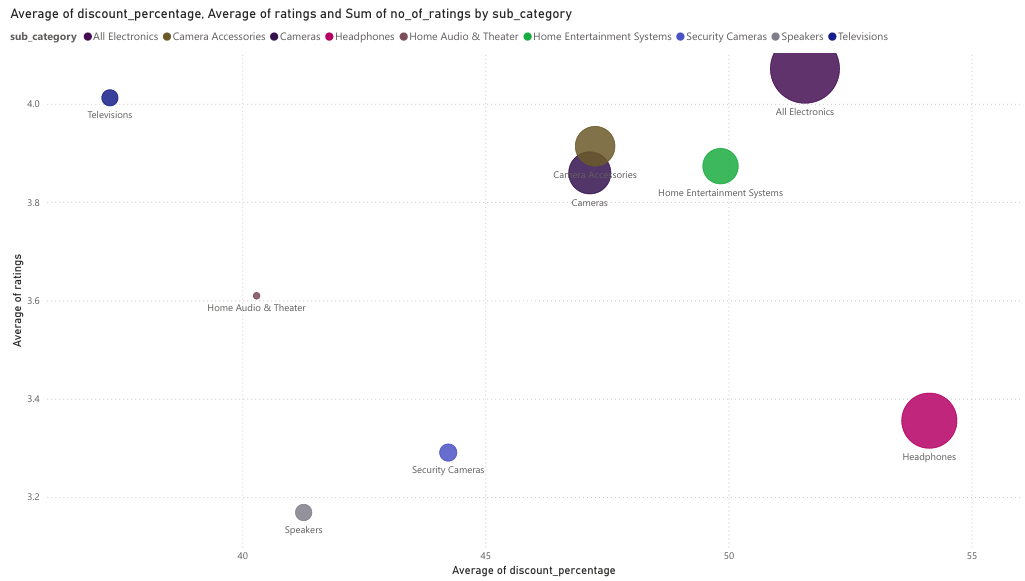 Average of discount_percentage, Average of ratings and Sum of no_of_ratings by sub_category
sub_category All Electronics Camera Accessories Cameras Headphones Home Audio & Theater Home Entertainment Systems Security Cameras Speakers Televisions
4.0
Televisions
All Electronics
Camera Accessories
Home Entertainment Systems
3.8
Cameras
Average of ratings
3.6
Home Audio & Theater
3.4
Headphones
Security Cameras
3.2
Speakers
40
45
50
55
Average of discount_percentage